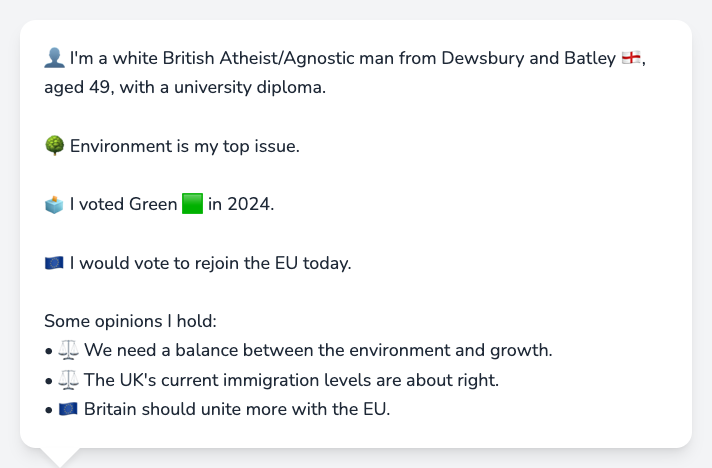 👤 I'm a white British Atheist/Agnostic man from Dewsbury and Batley 🏴󠁧󠁢󠁥󠁮󠁧󠁿,
aged 49, with a university diploma.
🌳 Environment is my top issue.
🗳️ I voted Green 🟩 in 2024.
🇪🇺 I would vote to rejoin the EU today.
Some opinions I hold:
• ⚖️ We need a balance between the environment and growth.
• ⚖️ The UK's current immigration levels are about right.
• 🇪🇺 Britain should unite more with the EU.